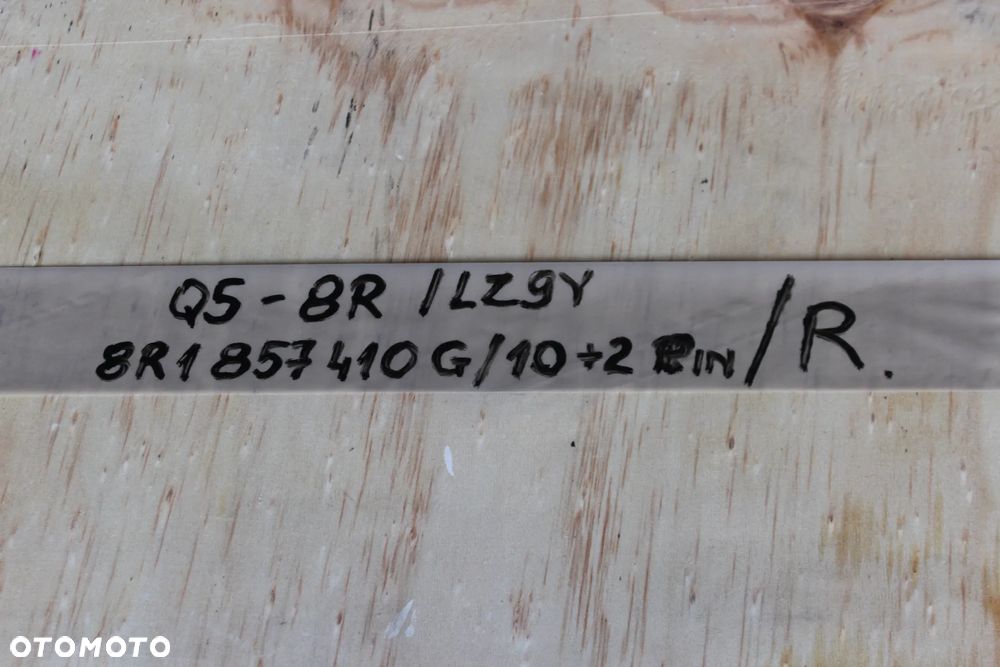 Q5-8R /LZ9Y
8R1 857 410 G/10+2 PIN/R.
OTOMOTO